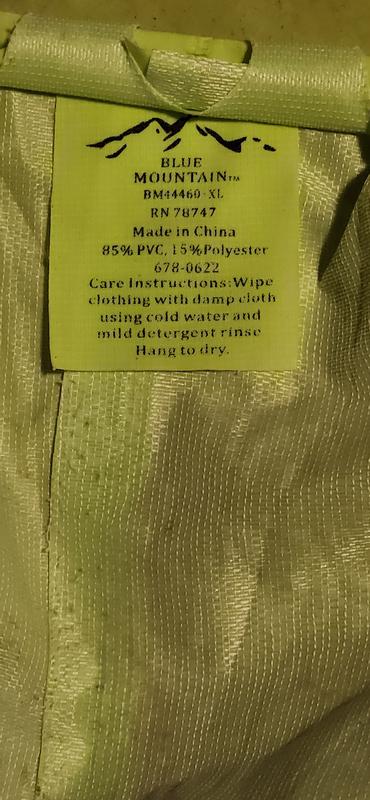 BLUE
MOUNTAIN™
BM44460-XL
RN 78747
Made in China
85% PVC, 15%Polyester
678-0622
Care Instructions:Wipe
clothing with damp cloth
using cold water and
mild detergent rinse
Hang to dry.